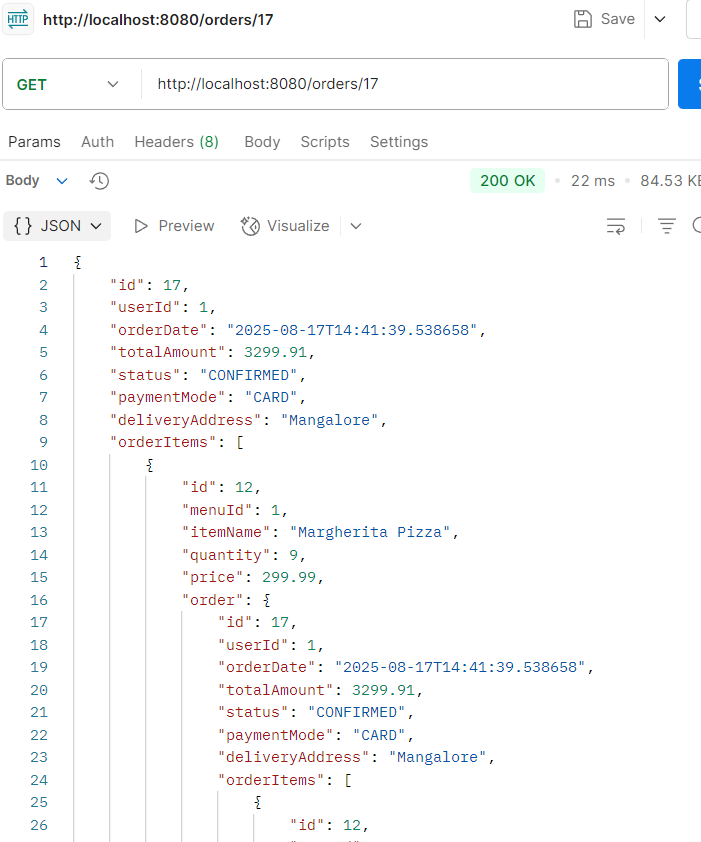 HTTP http://localhost:8080/orders/17 Save
GET http://localhost:8080/orders/17
Params Auth Headers (8) Body Scripts Settings
Body 200 OK • 22 ms • 84.53 KB
{} JSON Preview Visualize
1 {
2 "id": 17,
3 "userId": 1,
4 "orderDate": "2025-08-17T14:41:39.538658",
5 "totalAmount": 3299.91,
6 "status": "CONFIRMED",
7 "paymentMode": "CARD",
8 "deliveryAddress": "Mangalore",
9 "orderItems": [
10 {
11 "id": 12,
12 "menuId": 1,
13 "itemName": "Margherita Pizza",
14 "quantity": 9,
15 "price": 299.99,
16 "order": {
17 "id": 17,
18 "userId": 1,
19 "orderDate": "2025-08-17T14:41:39.538658",
20 "totalAmount": 3299.91,
21 "status": "CONFIRMED",
22 "paymentMode": "CARD",
23 "deliveryAddress": "Mangalore",
24 "orderItems": [
25 {
26 "id": 12,